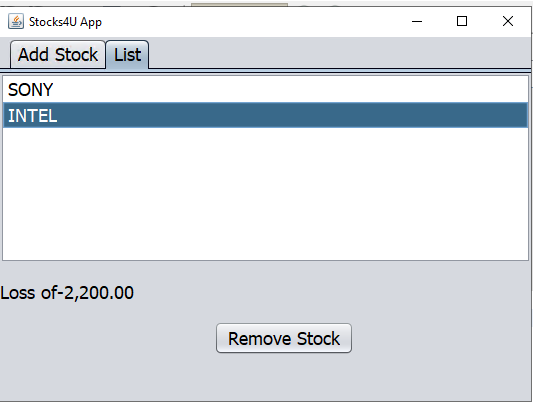 Stocks4U App
Add Stock List
SONY
INTEL
Loss of-2,200.00
Remove Stock